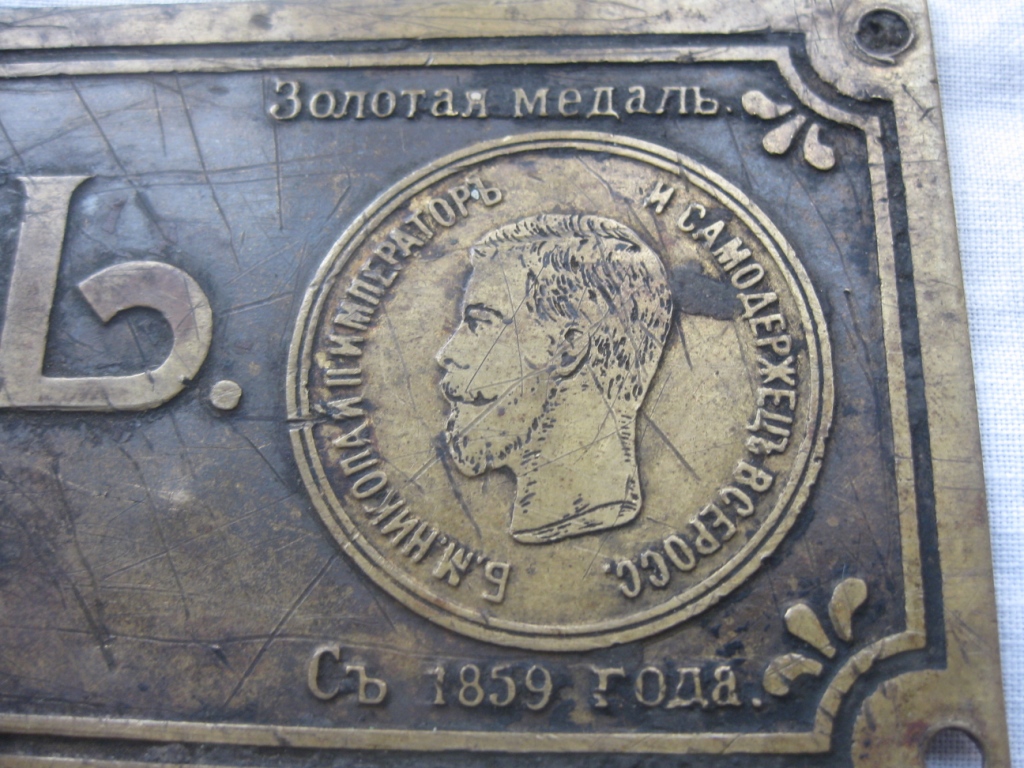 Золотая медаль.
Ь.
Б.М.НИКОЛАЙ II ИМПЕРАТОРЪ И САМОДЕРЖЕЦЪ ВСЕРОСС.
Съ 1859 года.